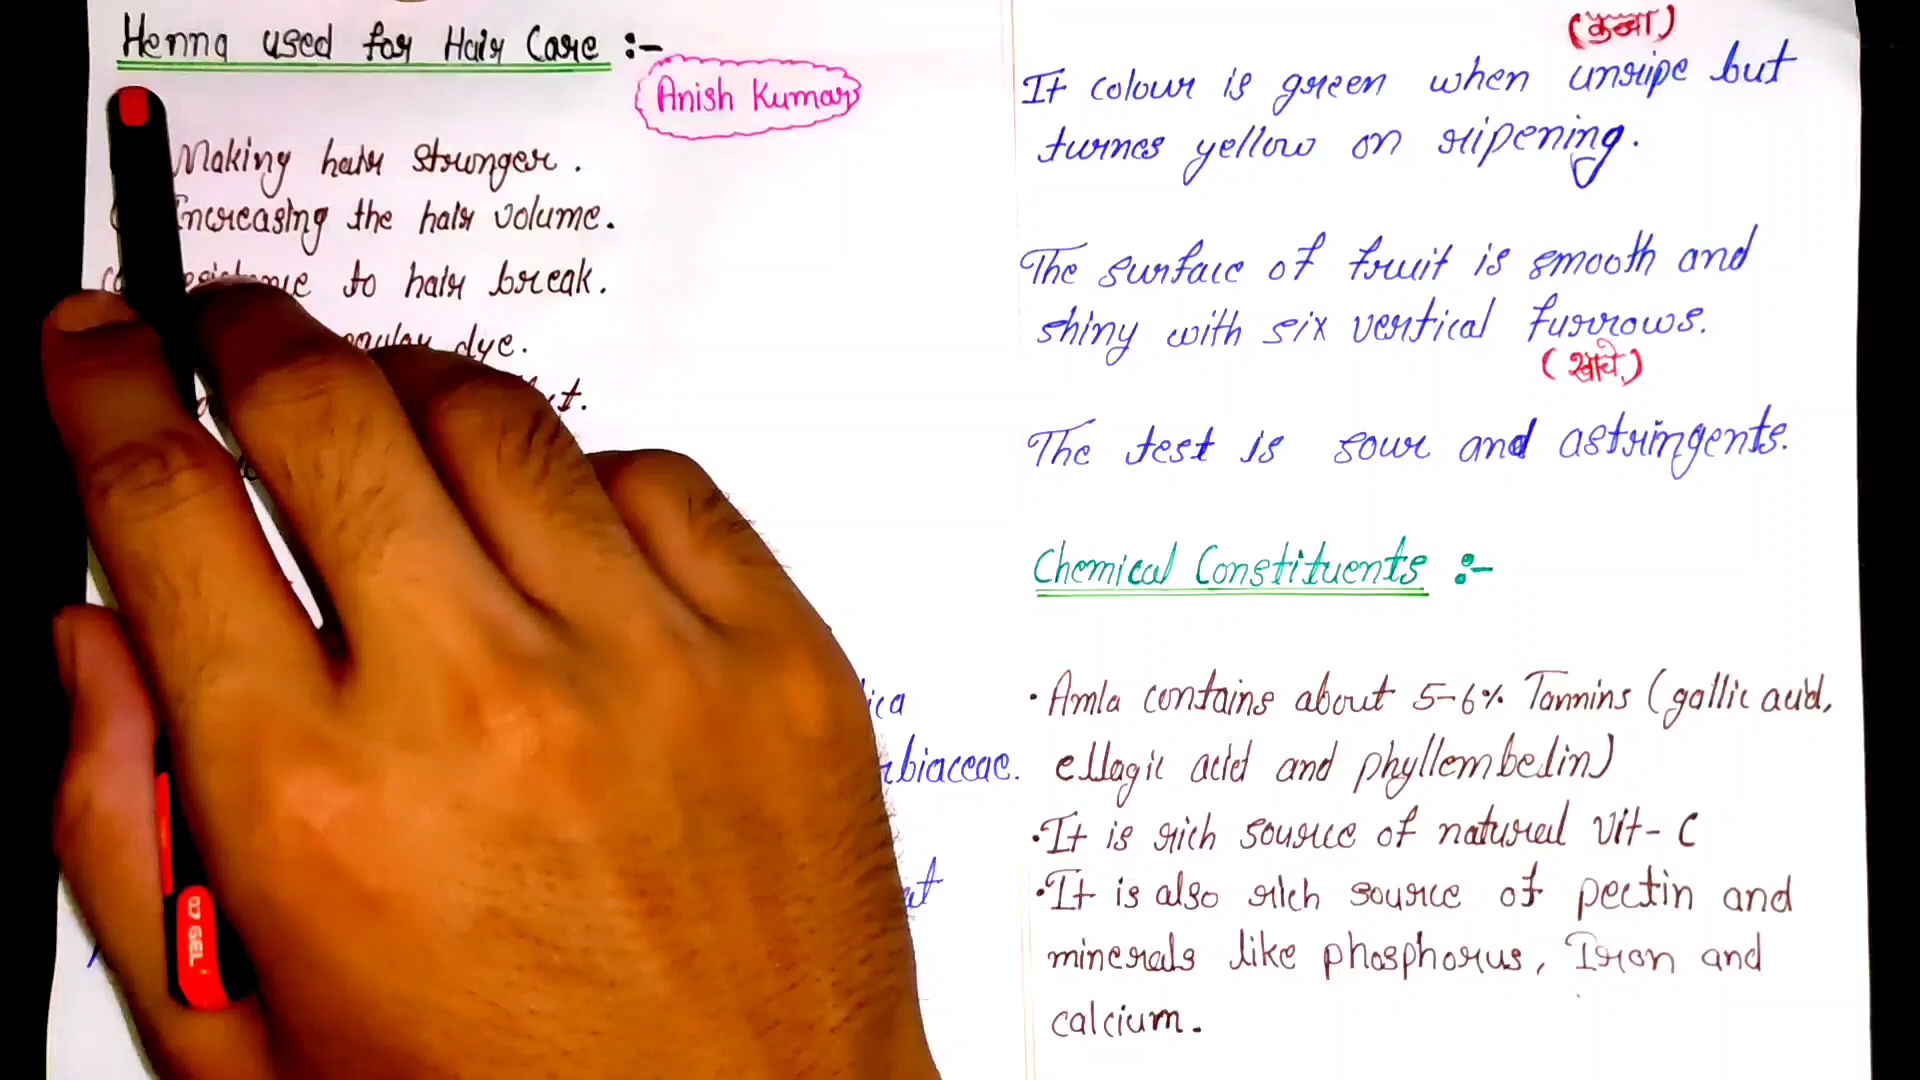 Henna used for Hair Care :-
Anish Kumar
Making hair stronger.
Increasing the hair volume.
to hair break.
dye.
rbiaceae.
07 GEL
(कच्चा)
It colour is green when unripe but
turnes yellow on ripening.
The surface of fruit is smooth and
shiny with six vertical furrows.
(खांचे)
The test is sour and astringents.
Chemical Constituents :-
• Amla contains about 5-6% Tannins (gallic acid,
ellagic acid and phyllembelin)
• It is rich source of natural Vit- C
• It is also rich source of pectin and
minerals like phosphorus, Iron and
calcium.